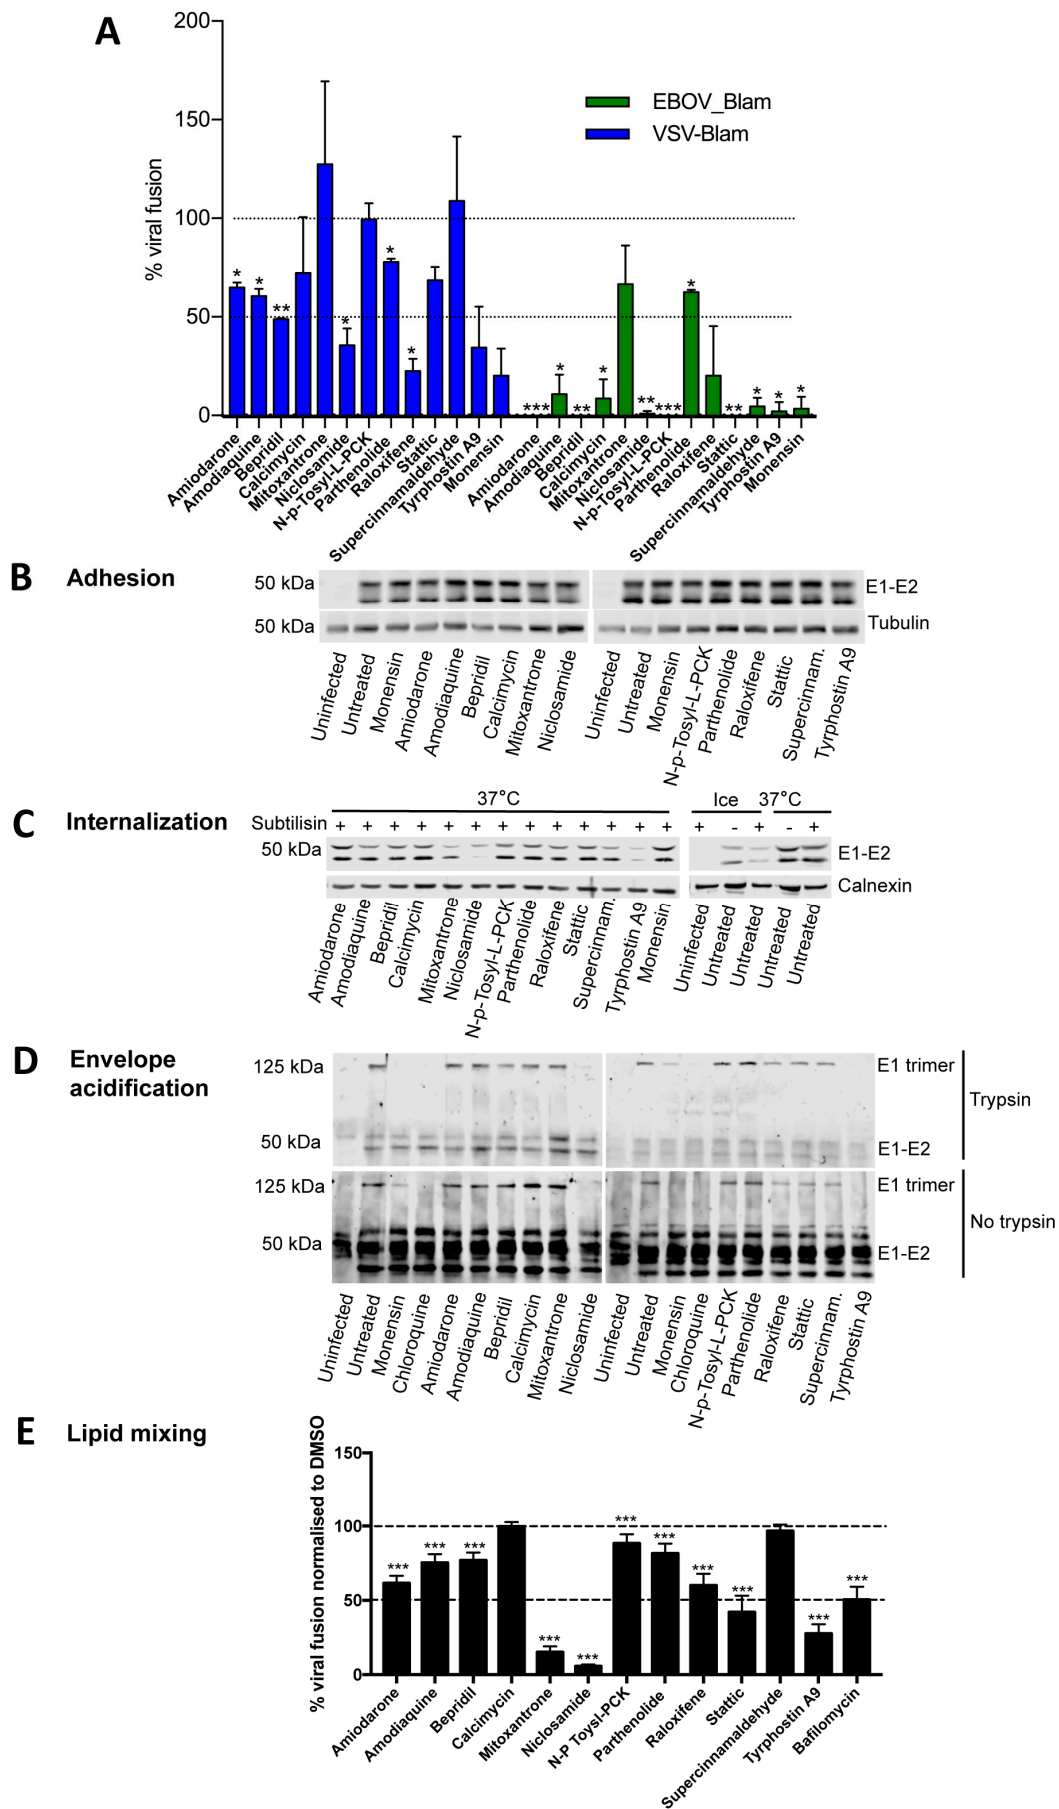 A
200
150
100
50
0
% viral fusion
EBOV_Blam
VSV-Blam
* * ** * * * *** * ** * ** *** * ** * * *
Amiodarone
Amodiaquine
Bepridil
Calcimycin
Mitoxantrone
Niclosamide
N-p-Tosyl-L-PCK
Parthenolide
Raloxifene
Stattic
Supercinnamaldehyde
Tyrphostin A9
Monensin
Amiodarone
Amodiaquine
Bepridil
Calcimycin
Mitoxantrone
Niclosamide
N-p-Tosyl-L-PCK
Parthenolide
Raloxifene
Stattic
Supercinnamaldehyde
Tyrphostin A9
Monensin
B Adhesion
50 kDa E1-E2
50 kDa Tubulin
Uninfected
Untreated
Monensin
Amiodarone
Amodiaquine
Bepridil
Calcimycin
Mitoxantrone
Niclosamide
Uninfected
Untreated
Monensin
N-p-Tosyl-L-PCK
Parthenolide
Raloxifene
Stattic
Supercinnam.
Tyrphostin A9
C Internalization
37°C Ice 37°C
Subtilisin + + + + + + + + + + + + + + - + - +
50 kDa E1-E2
Calnexin
Amiodarone
Amodiaquine
Bepridil
Calcimycin
Mitoxantrone
Niclosamide
N-p-Tosyl-L-PCK
Parthenolide
Raloxifene
Stattic
Supercinnam.
Tyrphostin A9
Monensin
Uninfected
Untreated
Untreated
Untreated
Untreated
D Envelope
acidification
125 kDa E1 trimer
Trypsin
50 kDa E1-E2
125 kDa E1 trimer
No trypsin
50 kDa E1-E2
Uninfected
Untreated
Monensin
Chloroquine
Amiodarone
Amodiaquine
Bepridil
Calcimycin
Mitoxantrone
Niclosamide
Uninfected
Untreated
Monensin
Chloroquine
N-p-Tosyl-L-PCK
Parthenolide
Raloxifene
Stattic
Supercinnam.
Tyrphostin A9
E Lipid mixing
% viral fusion normalised to DMSO
150
100
50
0
*** *** *** *** *** *** *** *** *** *** ***
Amiodarone
Amodiaquine
Bepridil
Calcimycin
Mitoxantrone
Niclosamide
N-P Toysl-PCK
Parthenolide
Raloxifene
Stattic
Supercinnamaldehyde
Tyrphostin A9
Bafilomycin